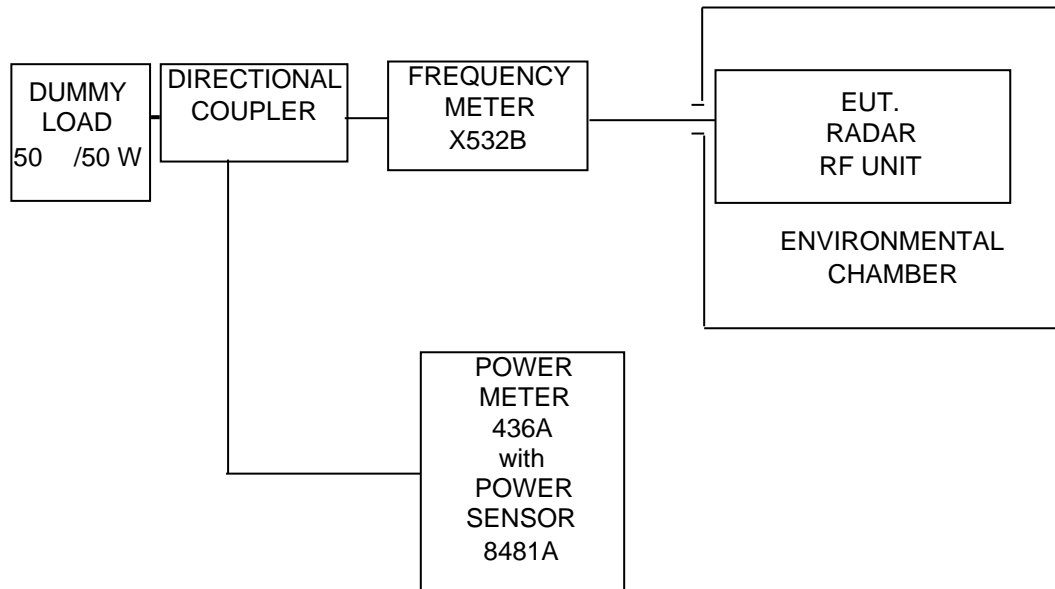 DUMMY
LOAD
50 /50 W
DIRECTIONAL
COUPLER
FREQUENCY
METER
X532B
EUT.
RADAR
RF UNIT
ENVIRONMENTAL
CHAMBER
POWER
METER
436A
with
POWER
SENSOR
8481A